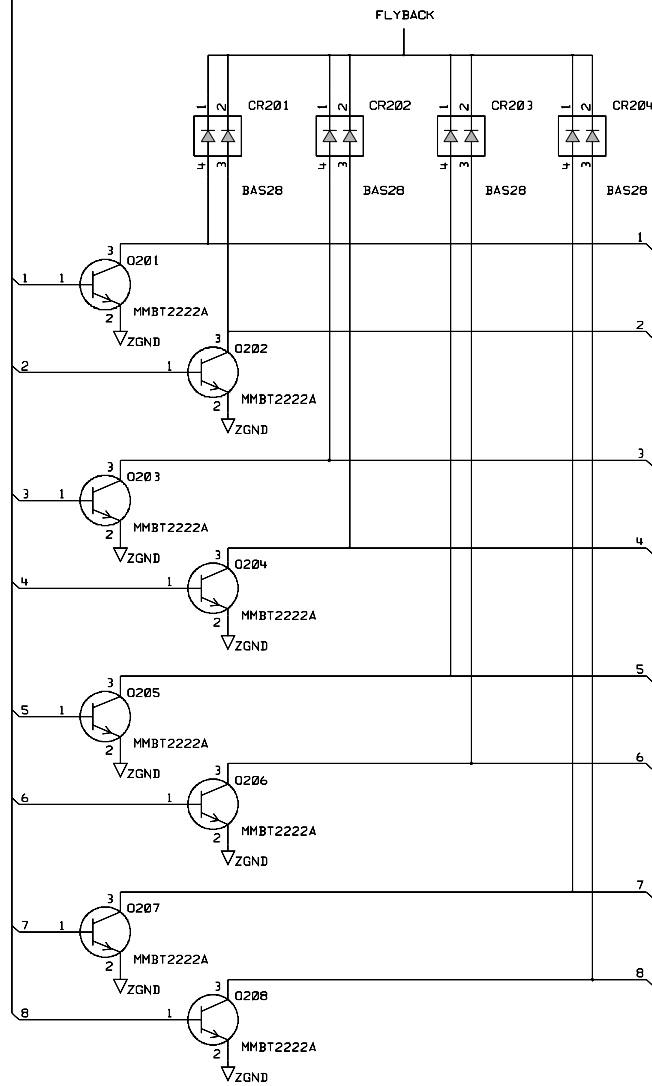 FLYBACK
1 2 CR201 1 2 CR202 1 2 CR203 1 2 CR204
4 3 4 3 4 3 4 3
BAS28 BAS28 BAS28 BAS28
1
3 Q201
1 1
MMBT2222A
2
ZGND
2
3 Q202
2 1
MMBT2222A
2
ZGND
3
3 Q203
3 1
MMBT2222A
2
ZGND
4
3 Q204
4 1
MMBT2222A
2
ZGND
5
3 Q205
5 1
MMBT2222A
2
ZGND
6
3 Q206
6 1
MMBT2222A
2
ZGND
7
3 Q207
7 1
MMBT2222A
2
ZGND
8
3 Q208
8 1
MMBT2222A
2
ZGND